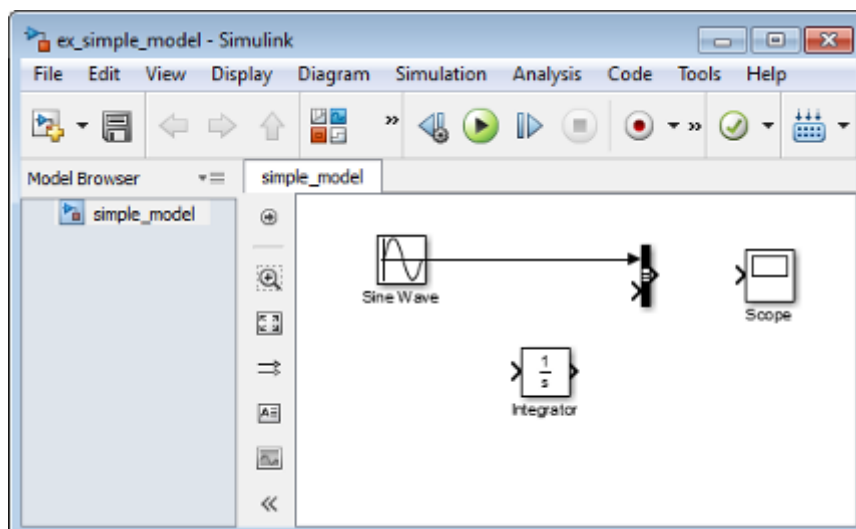 ex_simple_model - Simulink
File Edit View Display Diagram Simulation Analysis Code Tools Help
Model Browser
simple_model
simple_model
Sine Wave
Scope
1
s
Integrator